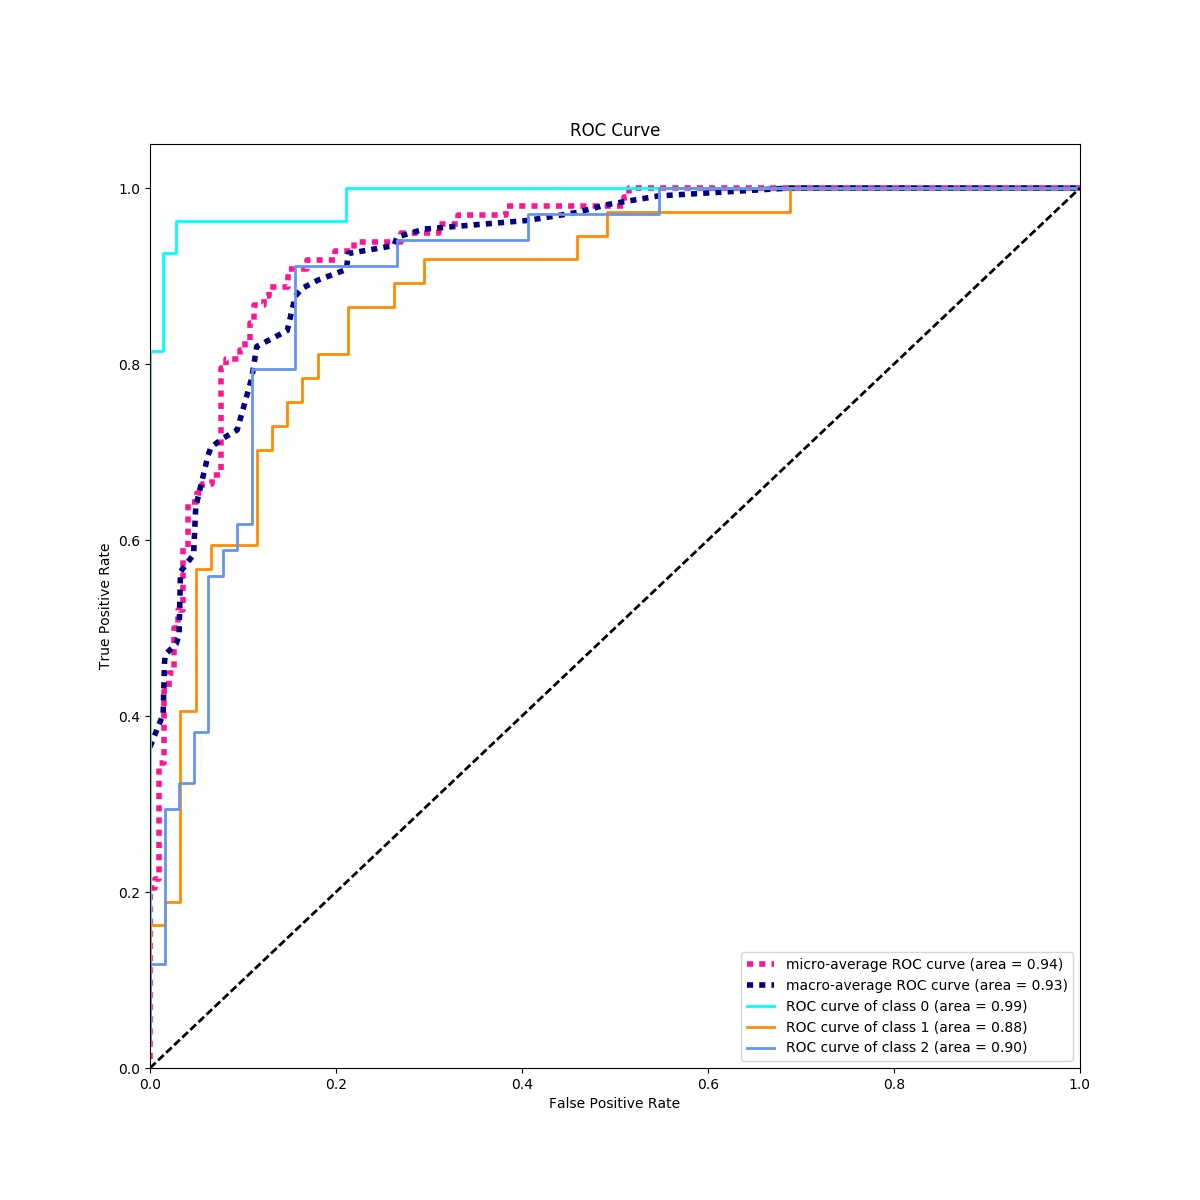 ROC Curve
1.0
0.8
0.6
0.4
0.2
0.0
True Positive Rate
0.0 0.2 0.4 0.6 0.8 1.0
False Positive Rate
micro-average ROC curve (area = 0.94)
macro-average ROC curve (area = 0.93)
ROC curve of class 0 (area = 0.99)
ROC curve of class 1 (area = 0.88)
ROC curve of class 2 (area = 0.90)